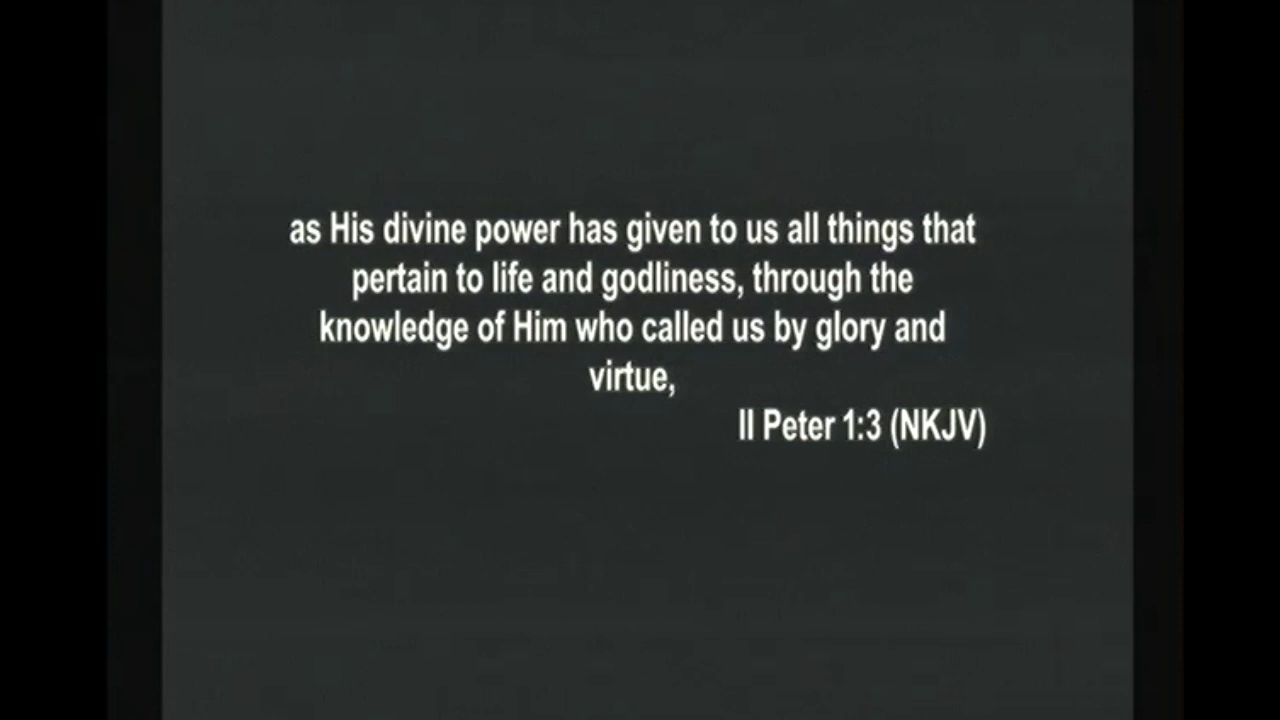 as His divine power has given to us all things that
pertain to life and godliness, through the
knowledge of Him who called us by glory and
virtue,
II Peter 1:3 (NKJV)